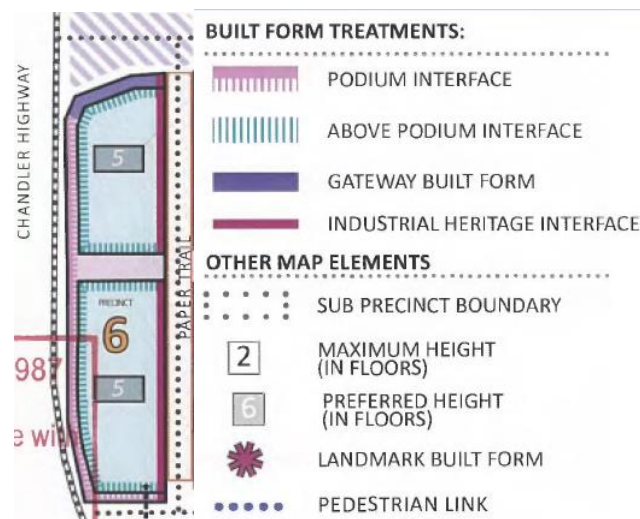 CHANDLER HIGHWAY
5
PAPER TRAIL
PRECINCT
6
5
987
e with
BUILT FORM TREATMENTS:
PODIUM INTERFACE
ABOVE PODIUM INTERFACE
GATEWAY BUILT FORM
INDUSTRIAL HERITAGE INTERFACE
OTHER MAP ELEMENTS
SUB PRECINCT BOUNDARY
2
MAXIMUM HEIGHT
(IN FLOORS)
6
PREFERRED HEIGHT
(IN FLOORS)
LANDMARK BUILT FORM
PEDESTRIAN LINK